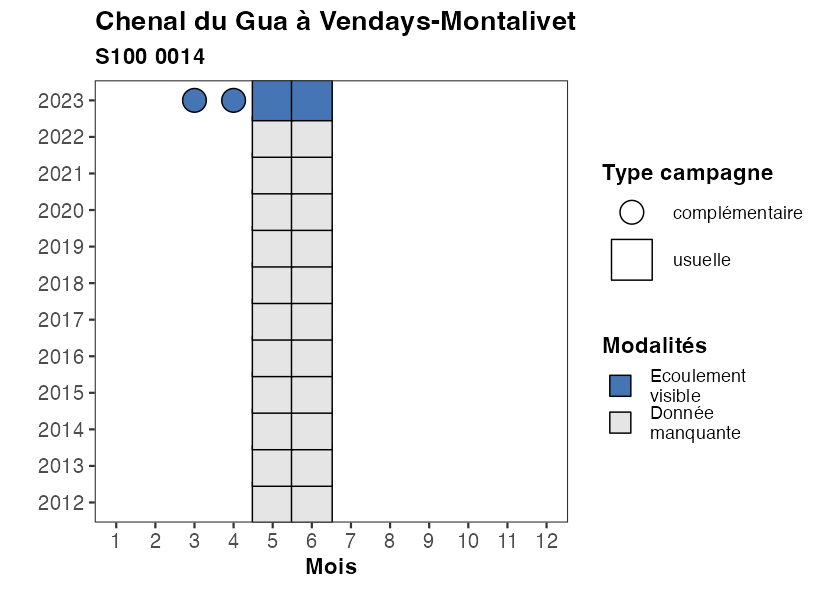 Chenal du Gua à Vendays-Montalivet
S100 0014
2023
2022
2021
2020
2019
2018
2017
2016
2015
2014
2013
2012
1 2 3 4 5 6 7 8 9 10 11 12
Mois
Type campagne
complémentaire
usuelle
Modalités
Ecoulement
visible
Donnée
manquante